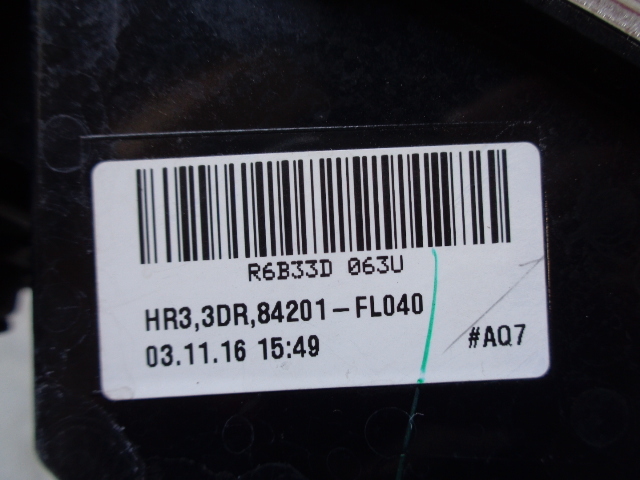 R6B33D 063U
HR3,3DR,84201-FL040
03.11.16 15:49
#AQ7